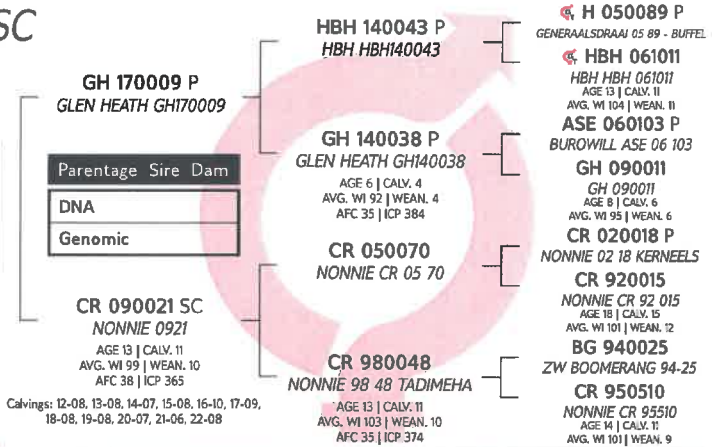 SC
GH 170009 P
GLEN HEATH GH170009
Parentage Sire Dam
DNA
Genomic
CR 090021 SC
NONNIE 0921
AGE 13 | CALV. 11
AVG. WI 99 | WEAN. 10
AFC 38 | ICP 365
Calvings: 12-08, 13-08, 14-07, 15-08, 16-10, 17-09,
18-08, 19-08, 20-07, 21-06, 22-08
HBH 140043 P
HBH HBH140043
GH 140038 P
GLEN HEATH GH140038
AGE 6 | CALV. 4
AVG. WI 92 | WEAN. 4
AFC 35 | ICP 384
CR 050070
NONNIE CR 05 70
CR 980048
NONNIE 98 48 TADIMEHA
AGE 13 | CALV. 11
AVG. WI 103 | WEAN. 10
AFC 35 | ICP 374
H 050089 P
GENERAALSDRAAI 05 89 - BUFFEL
HBH 061011
HBH HBH 061011
AGE 13 | CALV. 11
AVG. WI 104 | WEAN. 11
ASE 060103 P
BUROWILL ASE 06 103
GH 090011
GH 090011
AGE 8 | CALV. 6
AVG. WI 95 | WEAN. 6
CR 020018 P
NONNIE 02 18 KERNEELS
CR 920015
NONNIE CR 92 015
AGE 18 | CALV. 15
AVG. WI 101 | WEAN. 12
BG 940025
ZW BOOMERANG 94-25
CR 950510
NONNIE CR 95510
AGE 14 | CALV. 11
AVG. WI 101 | WEAN. 9